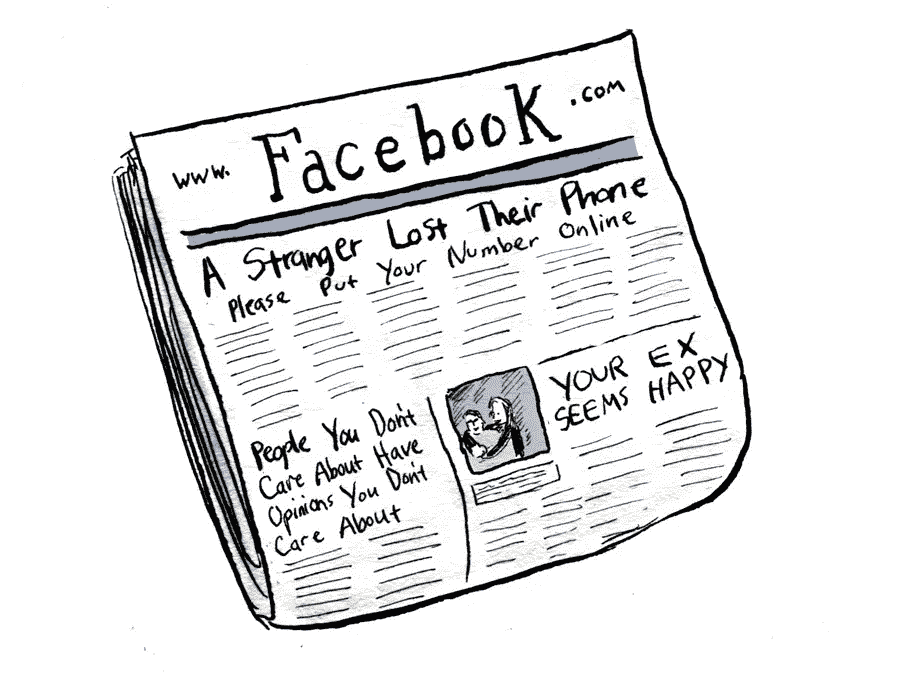 www. Facebook .com
A Stranger Lost Their Phone
Please Put Your Number Online
People You Don't
Care About Have
Opinions You Don't
Care About
YOUR EX
SEEMS HAPPY